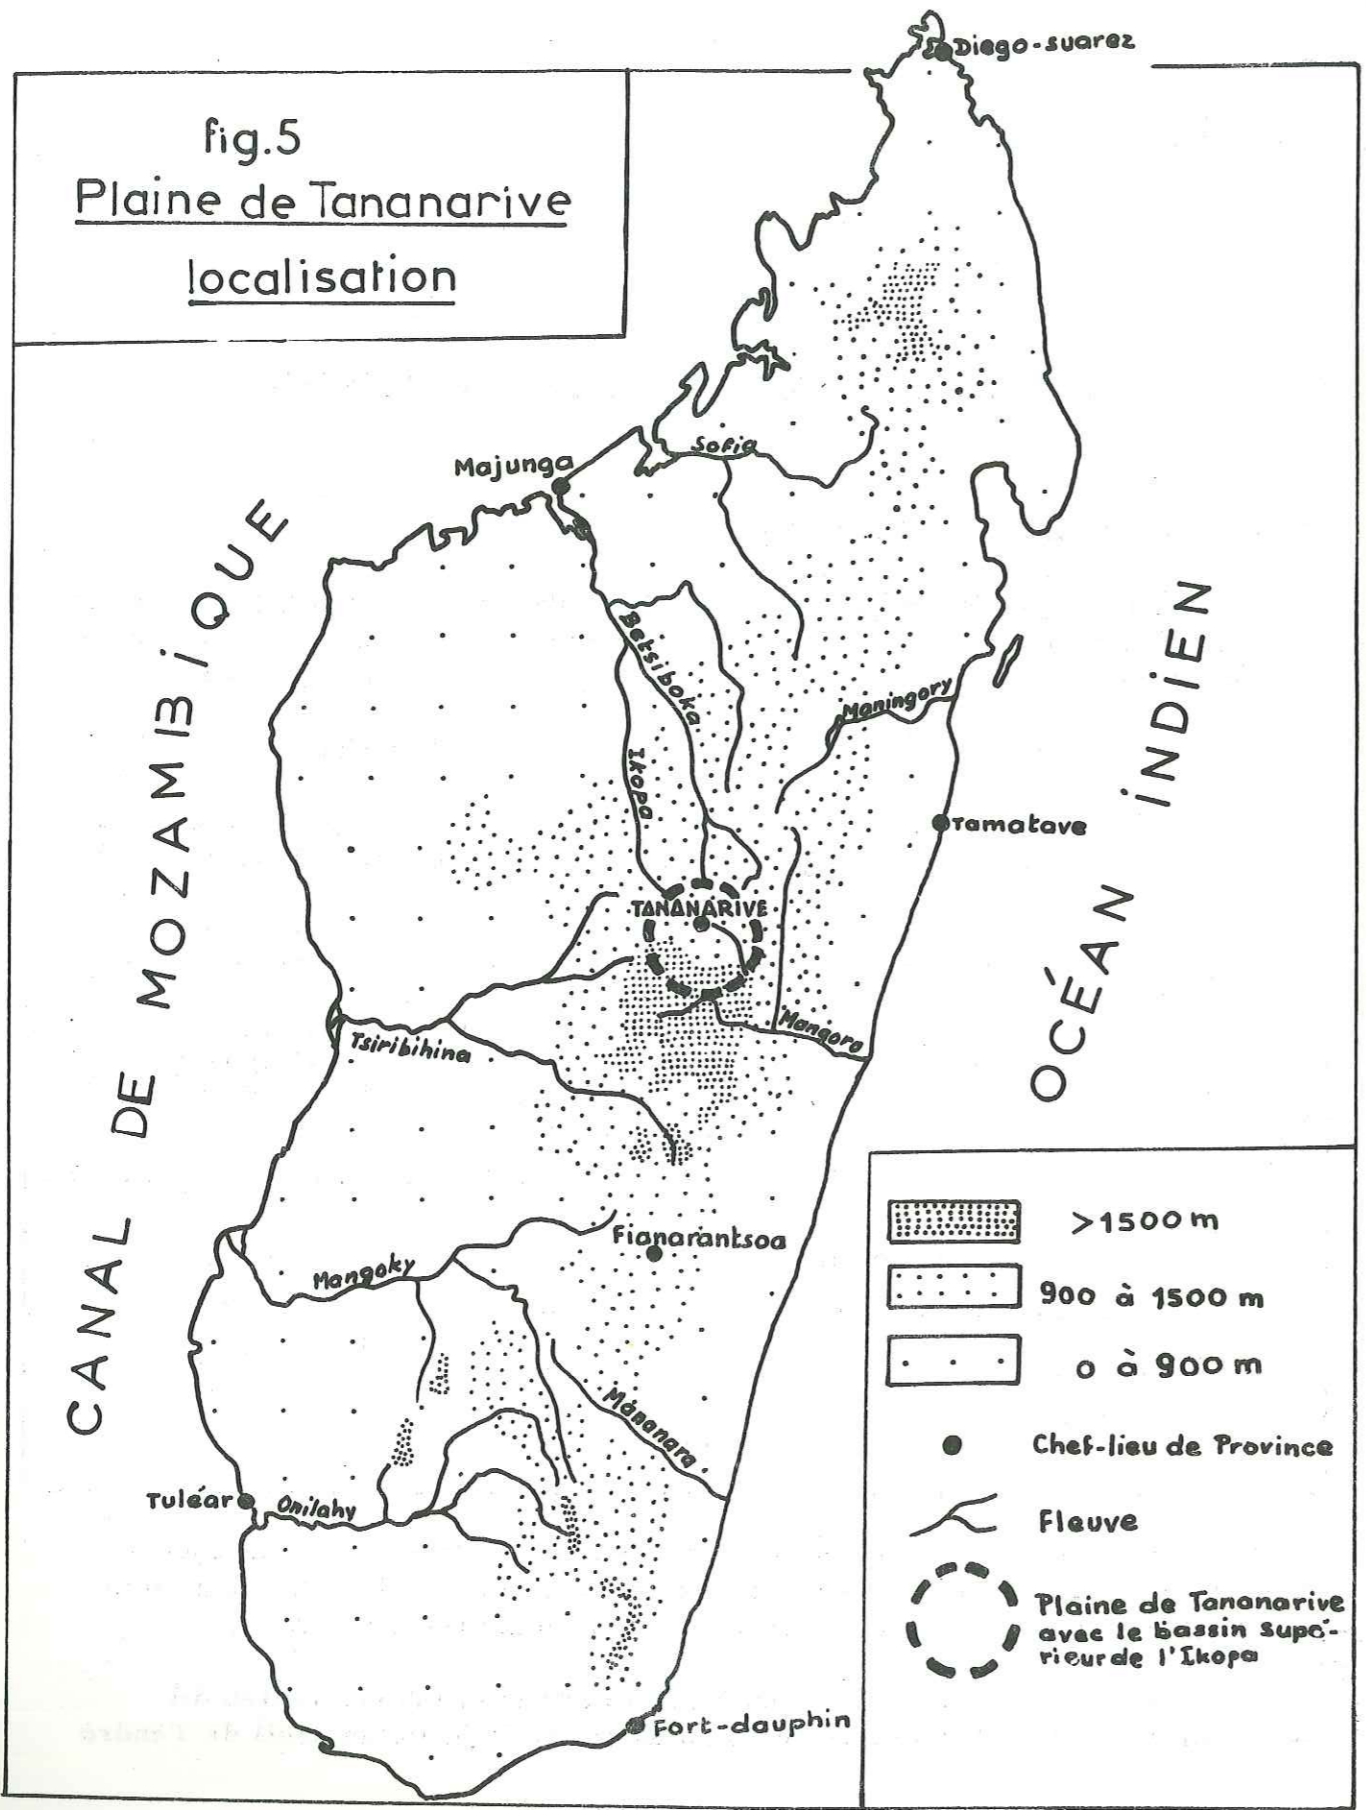 fig.5
Plaine de Tananarive
localisation
Diego-suarez
Majunga
Sofia
CANAL DE MOZAMBIQUE
Betsiboka
Ikopa
Maningory
OCÉAN INDIEN
Tamatave
TANANARIVE
Mangoro
Tsiribihina
Fianarantsoa
Mangoky
Mananara
Tuléar
Onilahy
Fort-dauphin
>1500 m
900 à 1500 m
0 à 900 m
Chef-lieu de Province
Fleuve
Plaine de Tananarive
avec le bassin supé-
rieur de l'Ikopa